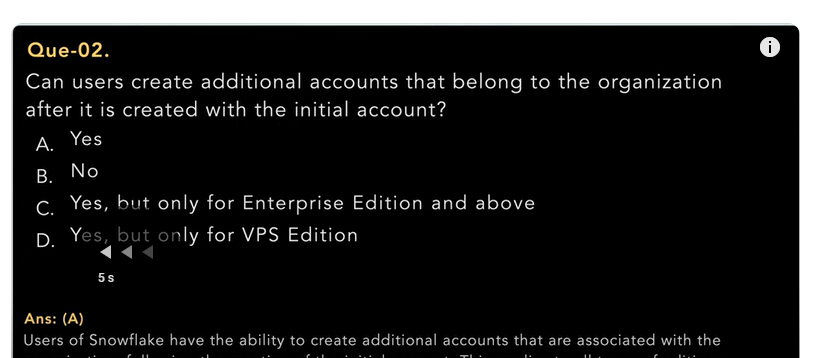 Que-02.
Can users create additional accounts that belong to the organization
after it is created with the initial account?
A. Yes
B. No
C. Yes, but only for Enterprise Edition and above
D. Yes, but only for VPS Edition
5 s
Ans: (A)
Users of Snowflake have the ability to create additional accounts that are associated with the